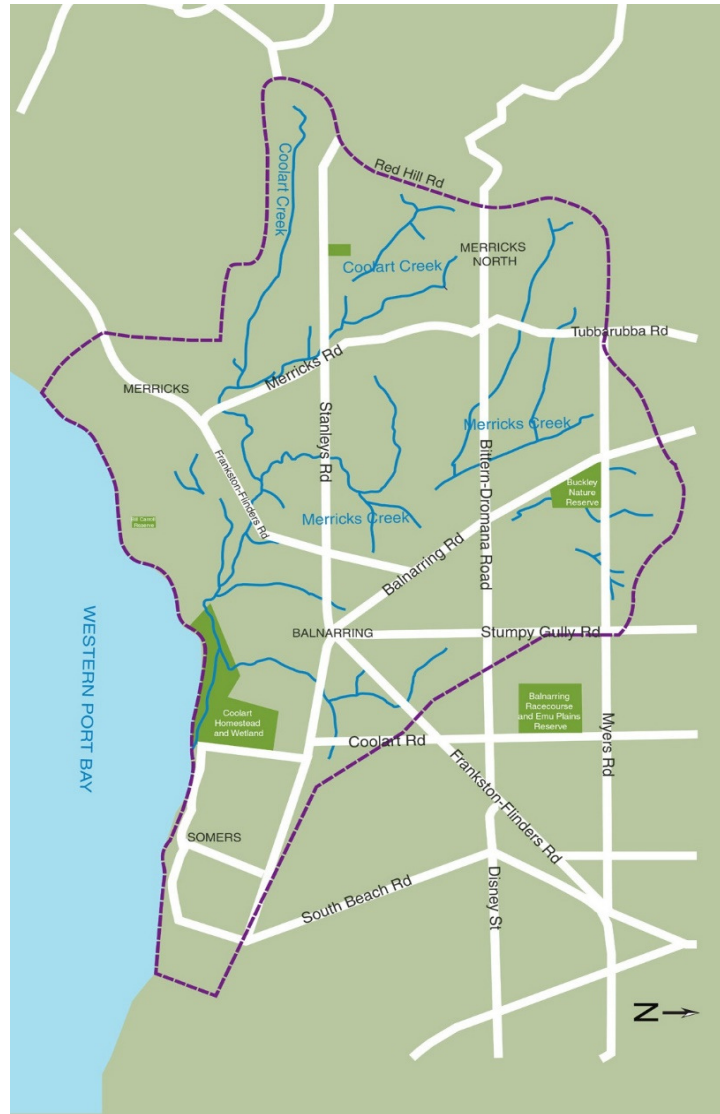 Coolart Creek
Red Hill Rd
MERRICKS
NORTH
Coolart Creek
Tubbarubba Rd
Merricks Rd
MERRICKS
Stanleys Rd
Merricks Creek
Bittern-Dromana Road
Frankston-Flinders Rd
Buckley
Nature
Reserve
Merricks Creek
Balnarring Rd
WESTERN PORT BAY
BALNARRING
Stumpy Gully Rd
Balnarring
Racecourse
and Emu Plains
Reserve
Coolart
Homestead
and Wetland
Coolart Rd
Myers Rd
Frankston-Flinders Rd
SOMERS
South Beach Rd
Disney St
N